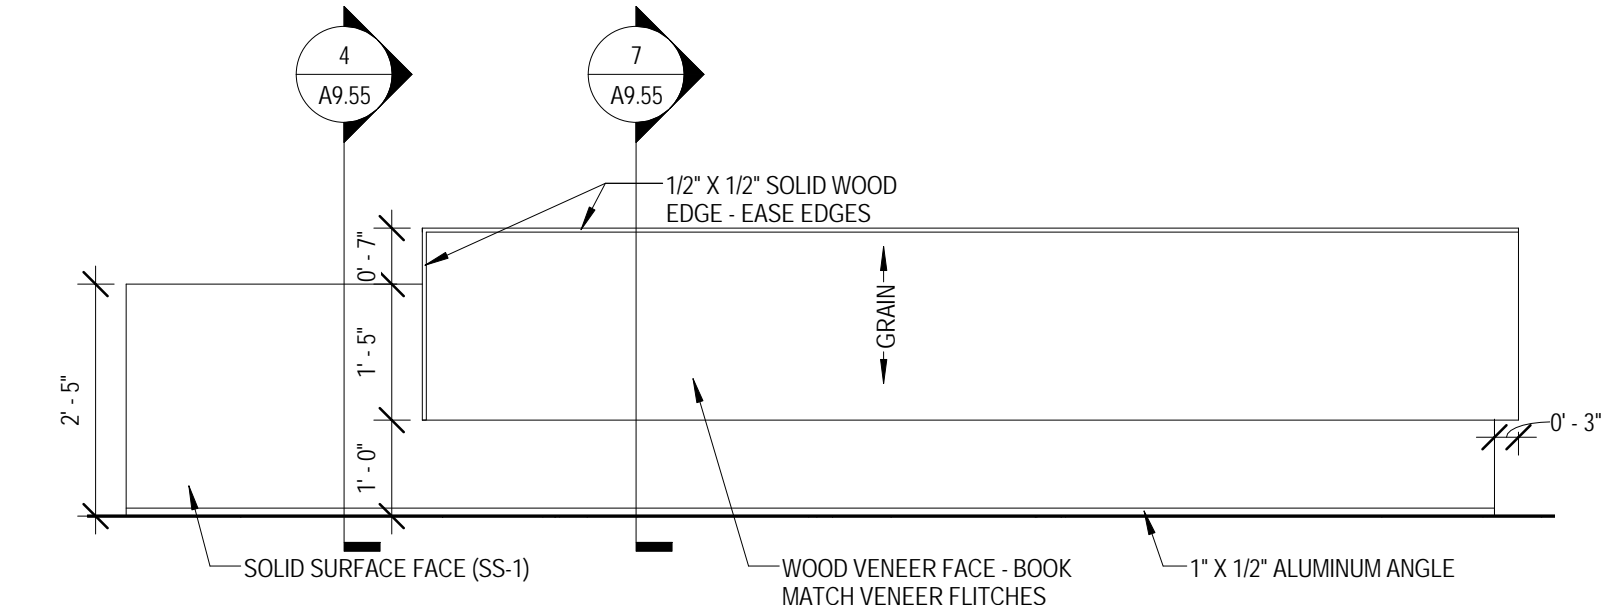 4
A9.55
7
A9.55
1/2" X 1/2" SOLID WOOD
EDGE - EASE EDGES
0' - 7"
GRAIN
1' - 5"
2' - 5"
0' - 3"
1' - 0"
SOLID SURFACE FACE (SS-1)
WOOD VENEER FACE - BOOK
MATCH VENEER FLITCHES
1" X 1/2" ALUMINUM ANGLE